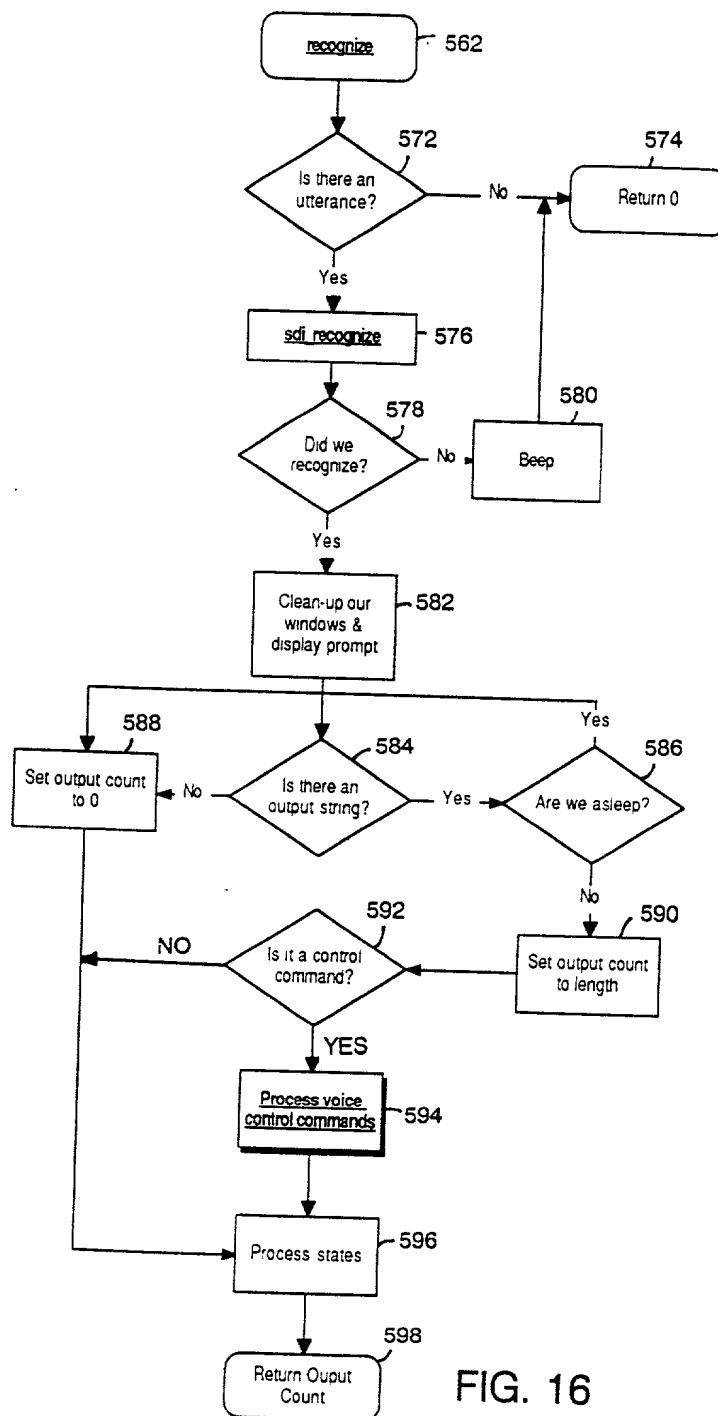 recognize
562
572
Is there an
utterance?
No
574
Return 0
Yes
sdi_recognize
576
578
Did we
recognize?
No
580
Beep
Yes
Clean-up our
windows &
display prompt
582
588
Set output count
to 0
No
584
Is there an
output string?
Yes
Yes
586
Are we asleep?
No
590
Set output count
to length
592
Is it a control
command?
NO
YES
Process voice
control commands
594
Process states
596
598
Return Ouput
Count
FIG. 16